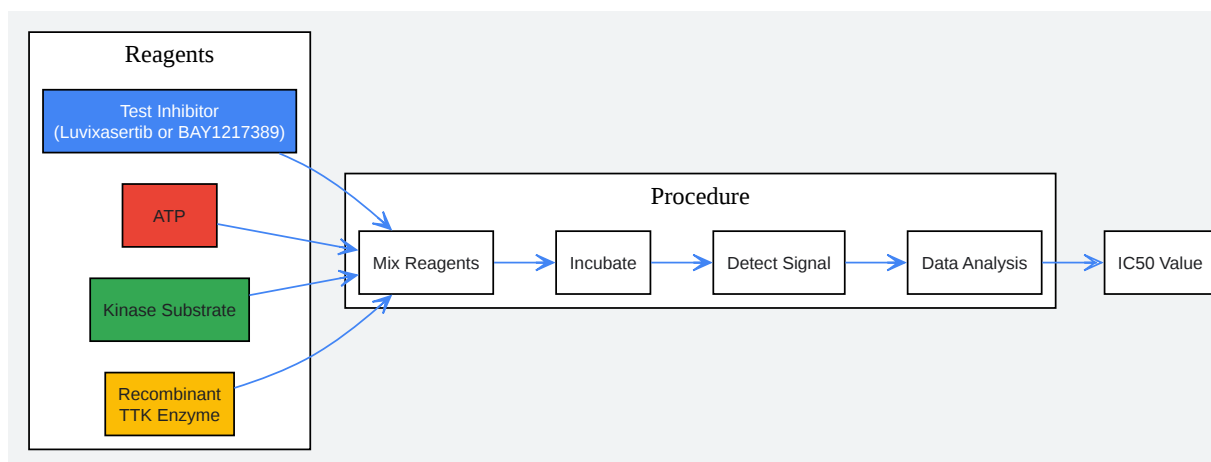 Reagents
Test Inhibitor
(Luvixasertib or BAY1217389)
ATP
Kinase Substrate
Recombinant
TTK Enzyme
Procedure
Mix Reagents
Incubate
Detect Signal
Data Analysis
IC50 Value